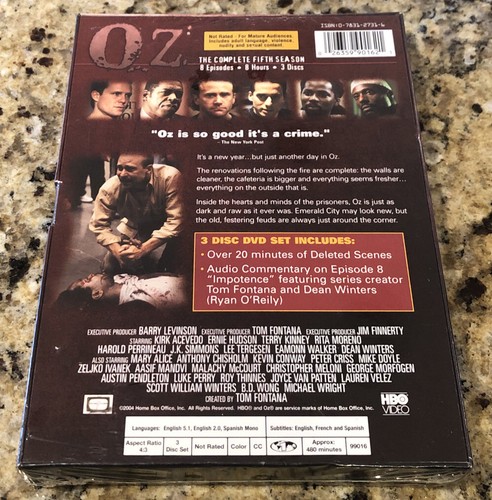 Oz
Not Rated - For Mature Audiences
Includes adult language, violence,
nudity and sexual content.
ISBN: 0-7831-2731-6
THE COMPLETE FIFTH SEASON
8 Episodes • 8 Hours • 3 Discs
"Oz is so good it's a crime."
- The New York Post
It's a new year...but just another day in Oz.
The renovations following the fire are complete: the walls are
cleaner, the cafeteria is bigger and everything seems fresher...
everything on the outside that is.
Inside the hearts and minds of the prisoners, Oz is just as
dark and raw as it ever was. Emerald City may look new, but
the old, festering feuds are always just around the corner.
3 DISC DVD SET INCLUDES:
• Over 20 minutes of Deleted Scenes
• Audio Commentary on Episode 8
"Impotence" featuring series creator
Tom Fontana and Dean Winters
(Ryan O'Reily)
EXECUTIVE PRODUCER BARRY LEVINSON EXECUTIVE PRODUCER TOM FONTANA EXECUTIVE PRODUCER JIM FINNERTY
STARRING KIRK ACEVEDO ERNIE HUDSON TERRY KINNEY RITA MORENO
HAROLD PERRINEAU J.K. SIMMONS LEE TERGESEN EAMONN WALKER DEAN WINTERS
ALSO STARRING MARY ALICE ANTHONY CHISHOLM KEVIN CONWAY PETER CRISS MIKE DOYLE
ZELJKO IVANEK AASIF MANDVI MALACHY McCOURT CHRISTOPHER MELONI GEORGE MORFOGEN
AUSTIN PENDLETON LUKE PERRY ROY THINNES JOYCE VAN PATTEN LAUREN VELEZ
SCOTT WILLIAM WINTERS B.D. WONG MICHAEL WRIGHT
CREATED BY TOM FONTANA
©2004 Home Box Office, Inc. All Rights Reserved. HBO® and Oz® are service marks of Home Box Office, Inc.
HBO
VIDEO
Languages: English 5.1, English 2.0, Spanish Mono
Subtitles: English, French and Spanish
Aspect Ratio
4:3
3
Disc Set
Not Rated
Color
CC
Approx:
480 minutes
99016